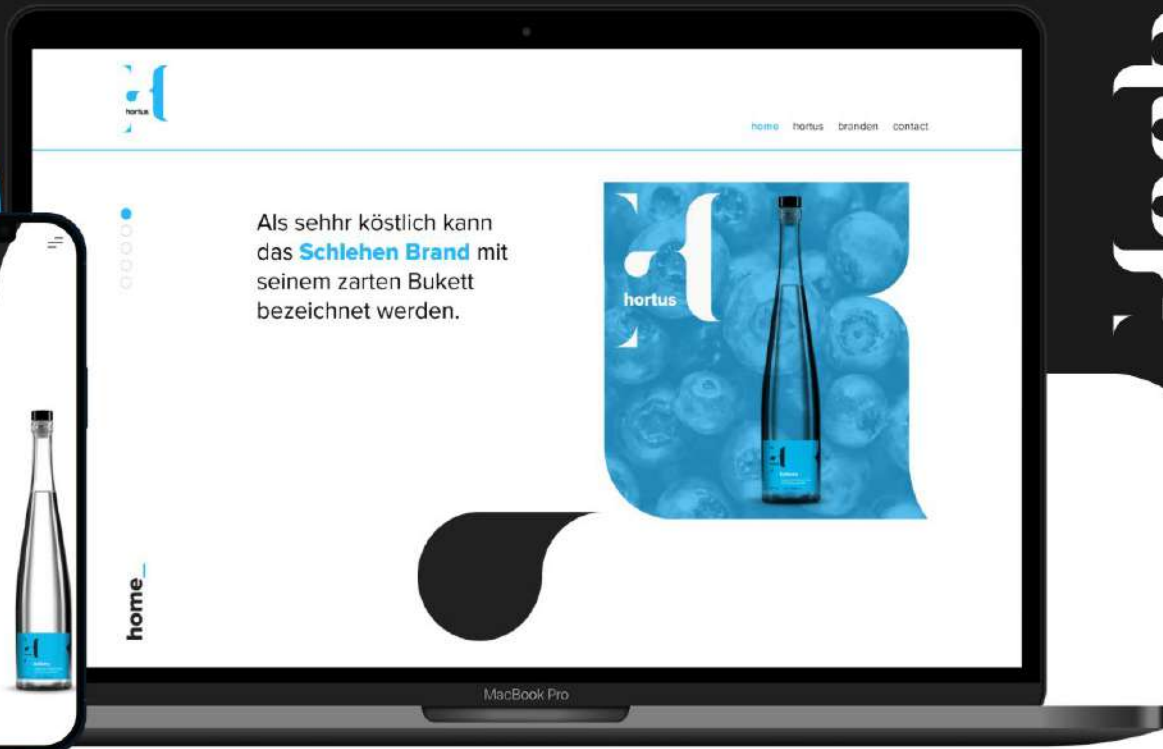 hortus
home hortus branden contact
Als sehhr köstlich kann
das Schlehen Brand mit
seinem zarten Bukett
bezeichnet werden.
hortus
home_
MacBook Pro